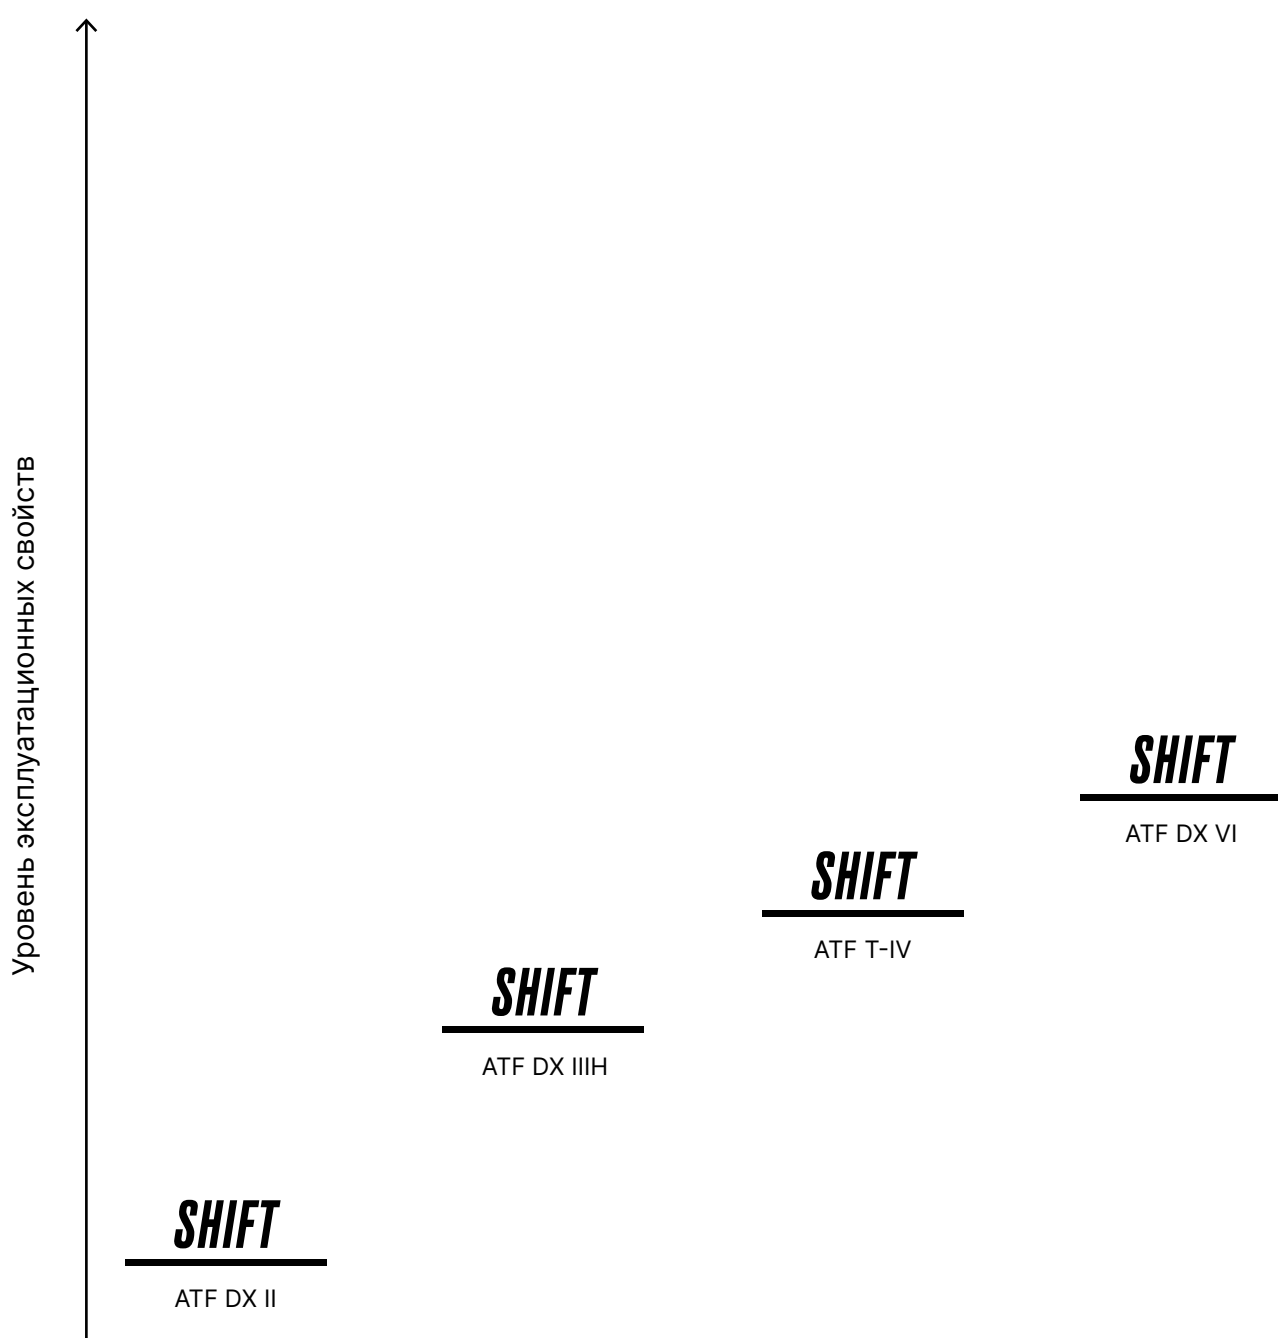 Уровень эксплуатационных свойств
SHIFT
ATF DX II
SHIFT
ATF DX IIIH
SHIFT
ATF T-IV
SHIFT
ATF DX VI